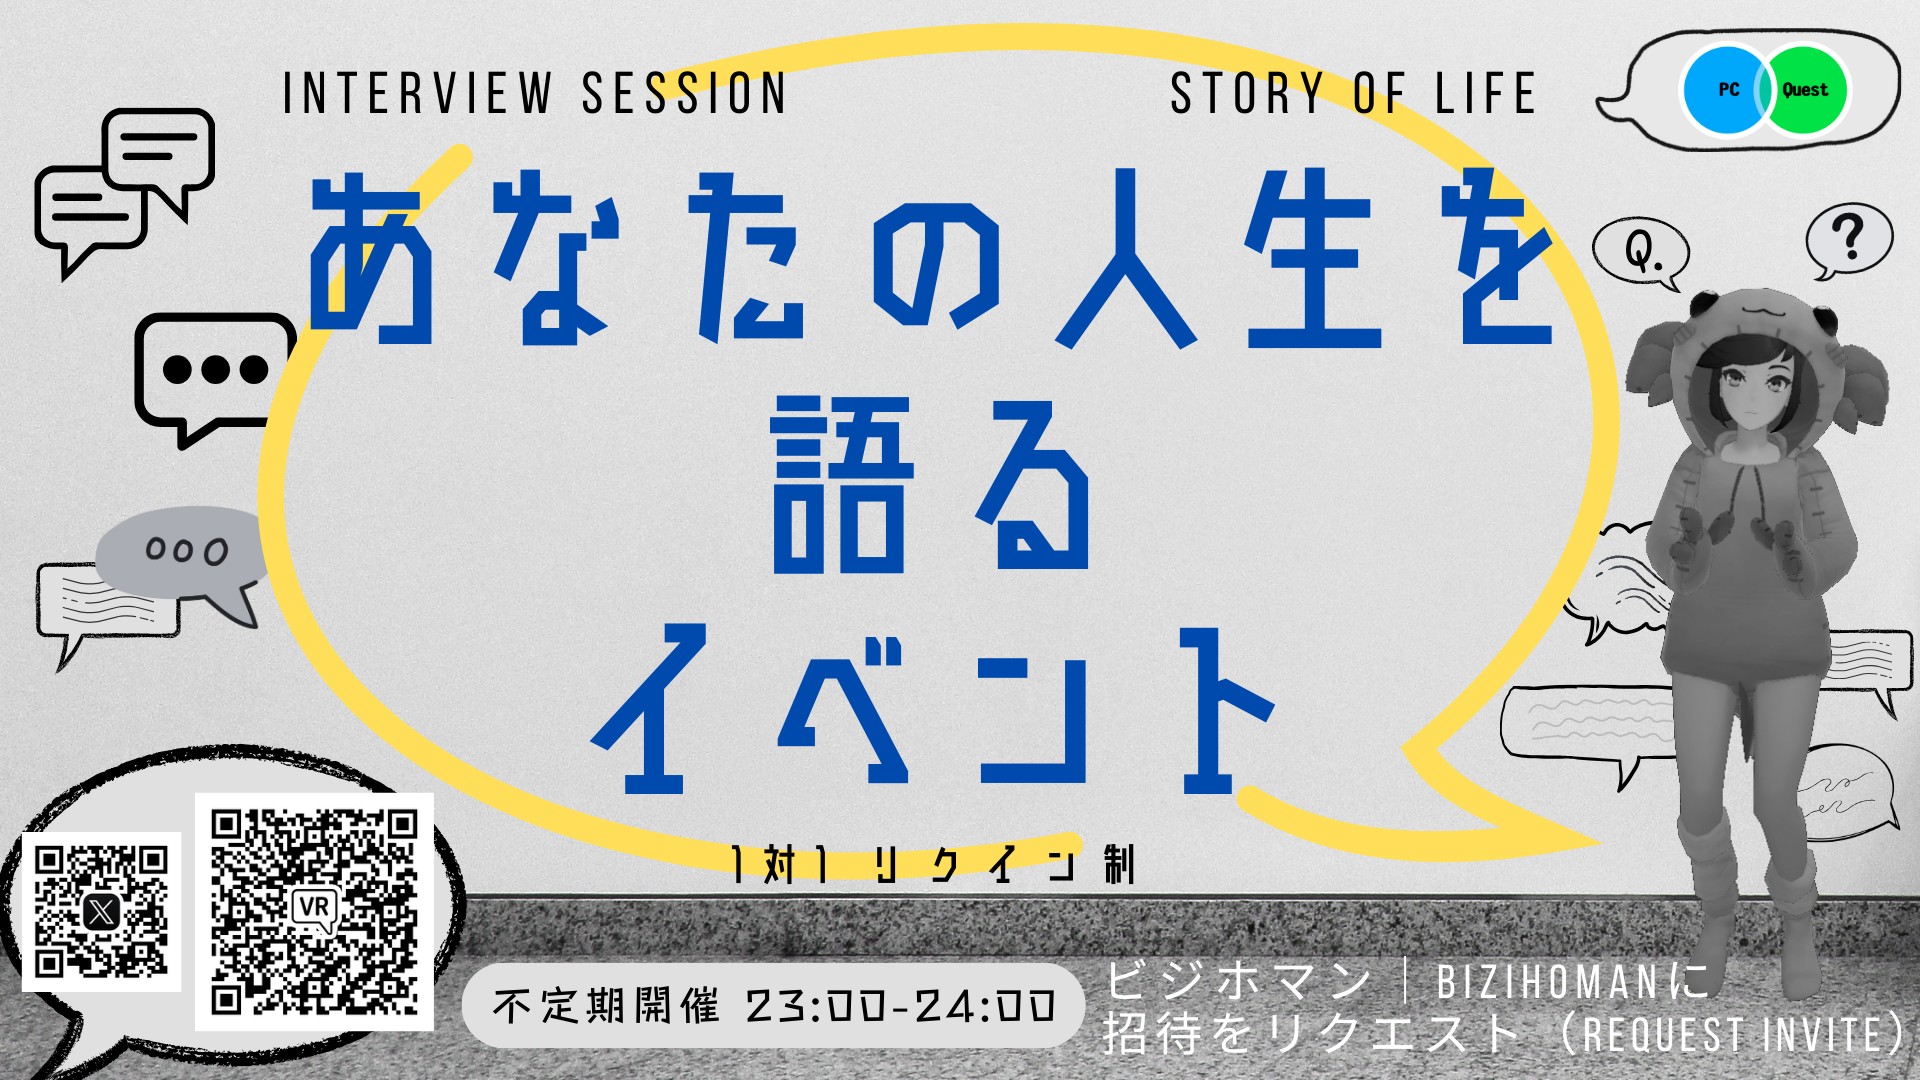 INTERVIEW SESSION
STORY OF LIFE
PC
Quest
あなたの人生を
語る
イベント
Q.
?
1対1 リクイン制
X
VR
不定期開催 23:00-24:00
ビジホマン｜BIZIHOMANに
招待をリクエスト（REQUEST INVITE）